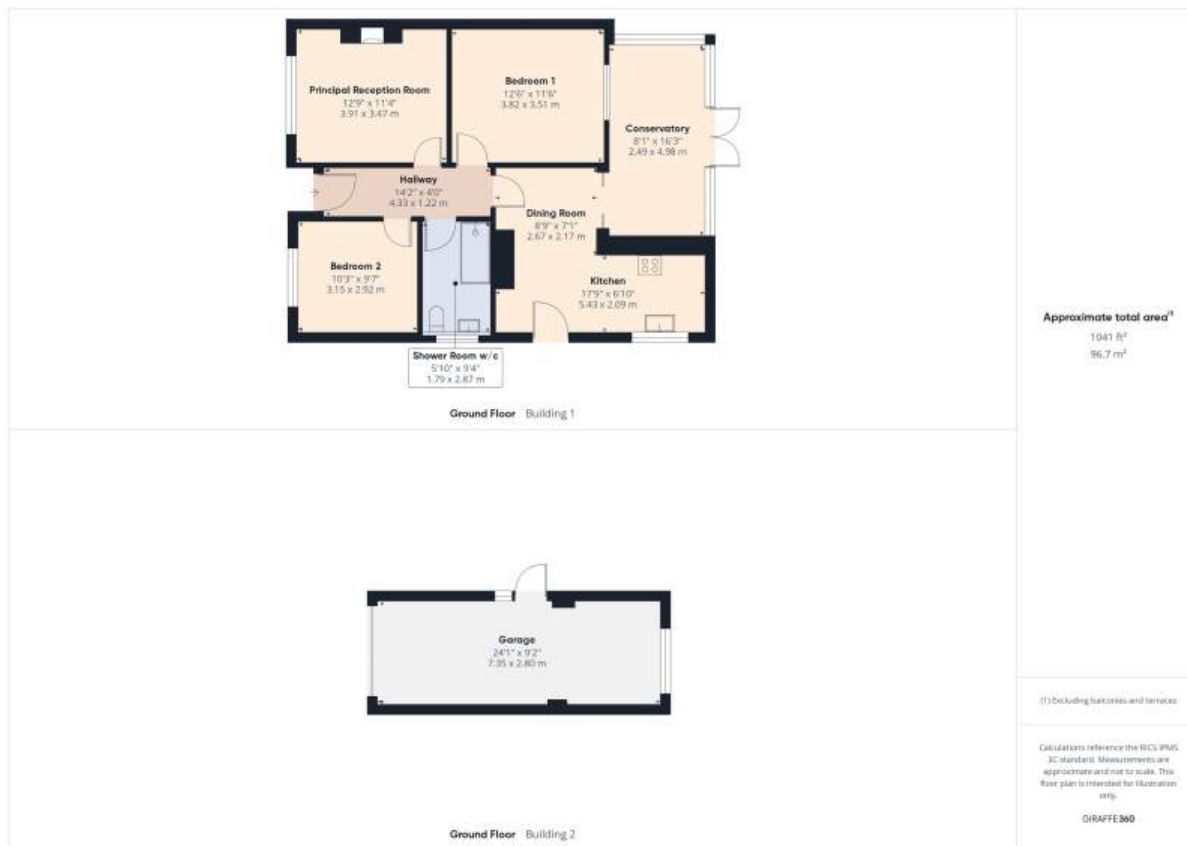 Principal Reception Room
12'9" x 11'4"
3.91 x 3.47 m
Bedroom 1
12'6" x 11'6"
3.82 x 3.51 m
Conservatory
8'1" x 16'3"
2.49 x 4.98 m
Hallway
14'2" x 4'0"
4.33 x 1.22 m
Dining Room
8'9" x 7'1"
2.67 x 2.17 m
Bedroom 2
10'3" x 9'7"
3.15 x 2.92 m
Kitchen
17'9" x 6'10"
5.43 x 2.09 m
Shower Room w/c
5'10" x 9'4"
1.79 x 2.87 m
Ground Floor Building 1
Approximate total area⁽¹⁾
1041 ft²
96.7 m²
Garage
24'1" x 9'2"
7.35 x 2.80 m
Ground Floor Building 2
(1) Excluding balconies and terraces
Calculations reference the RICS IPMS
3C standard. Measurements are
approximate and not to scale. This
floor plan is intended for illustration
only.
GIRAFFE360